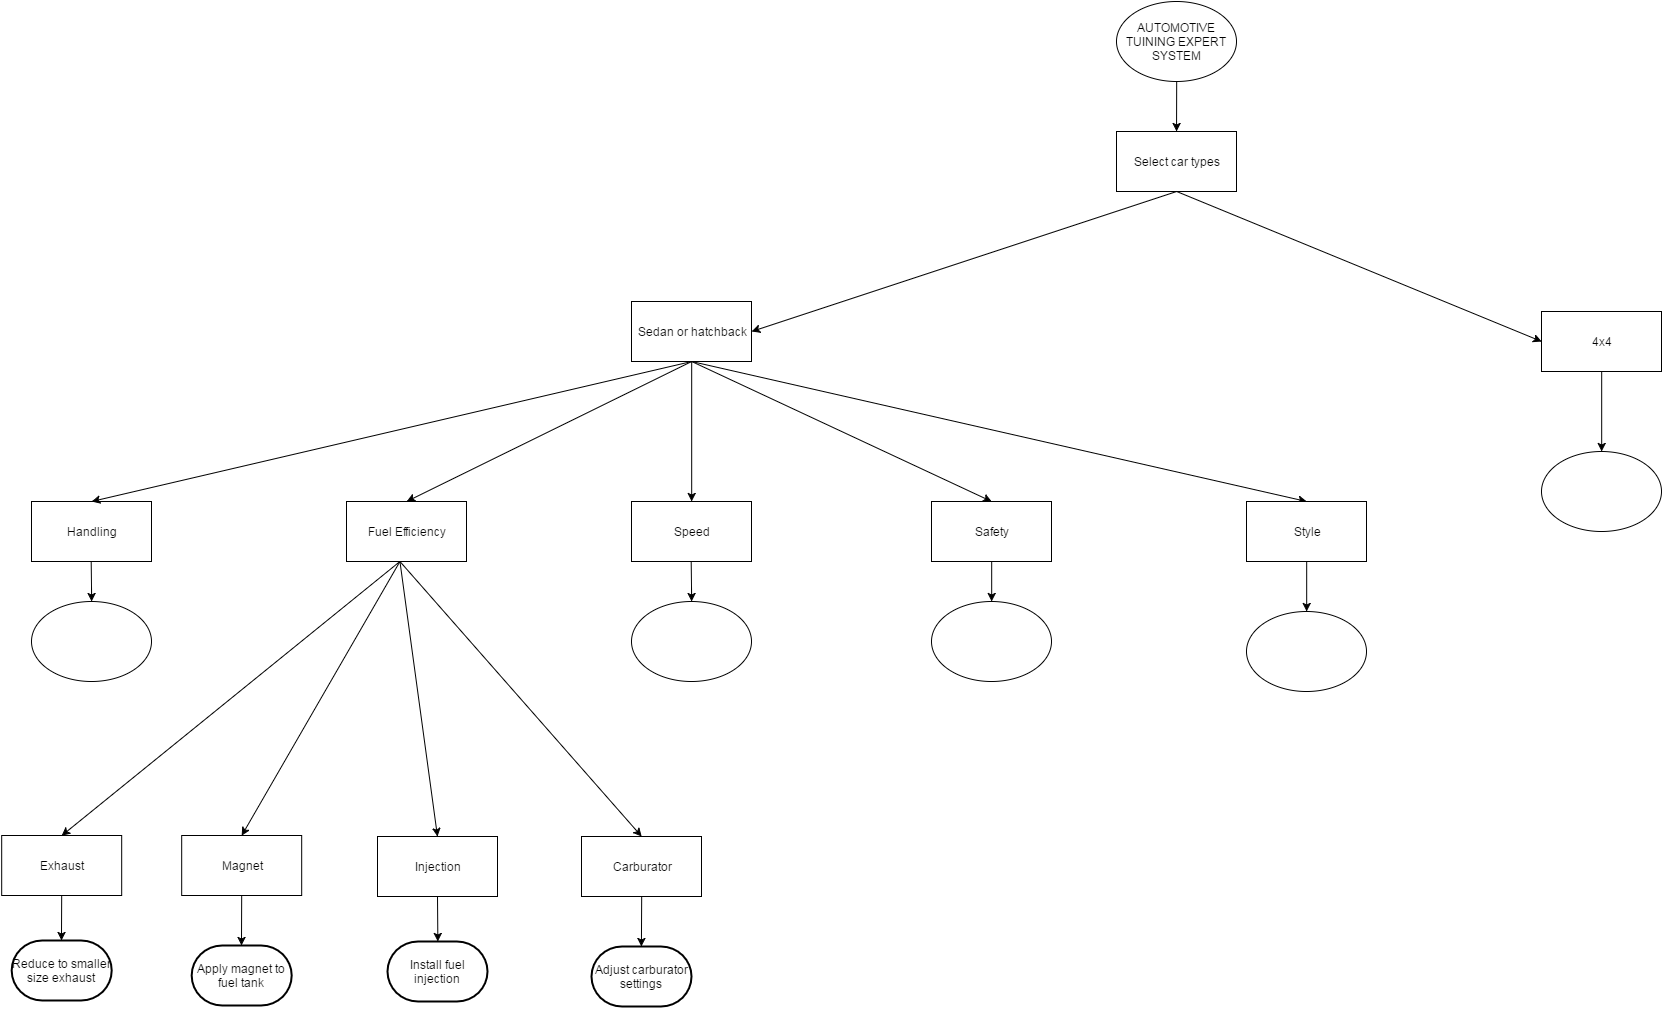 AUTOMOTIVE
TUINING EXPERT
SYSTEM
Select car types
Sedan or hatchback
4x4
Handling
Fuel Efficiency
Speed
Safety
Style
Exhaust
Magnet
Injection
Carburator
Reduce to smaller
size exhaust
Apply magnet to
fuel tank
Install fuel
injection
Adjust carburator
settings